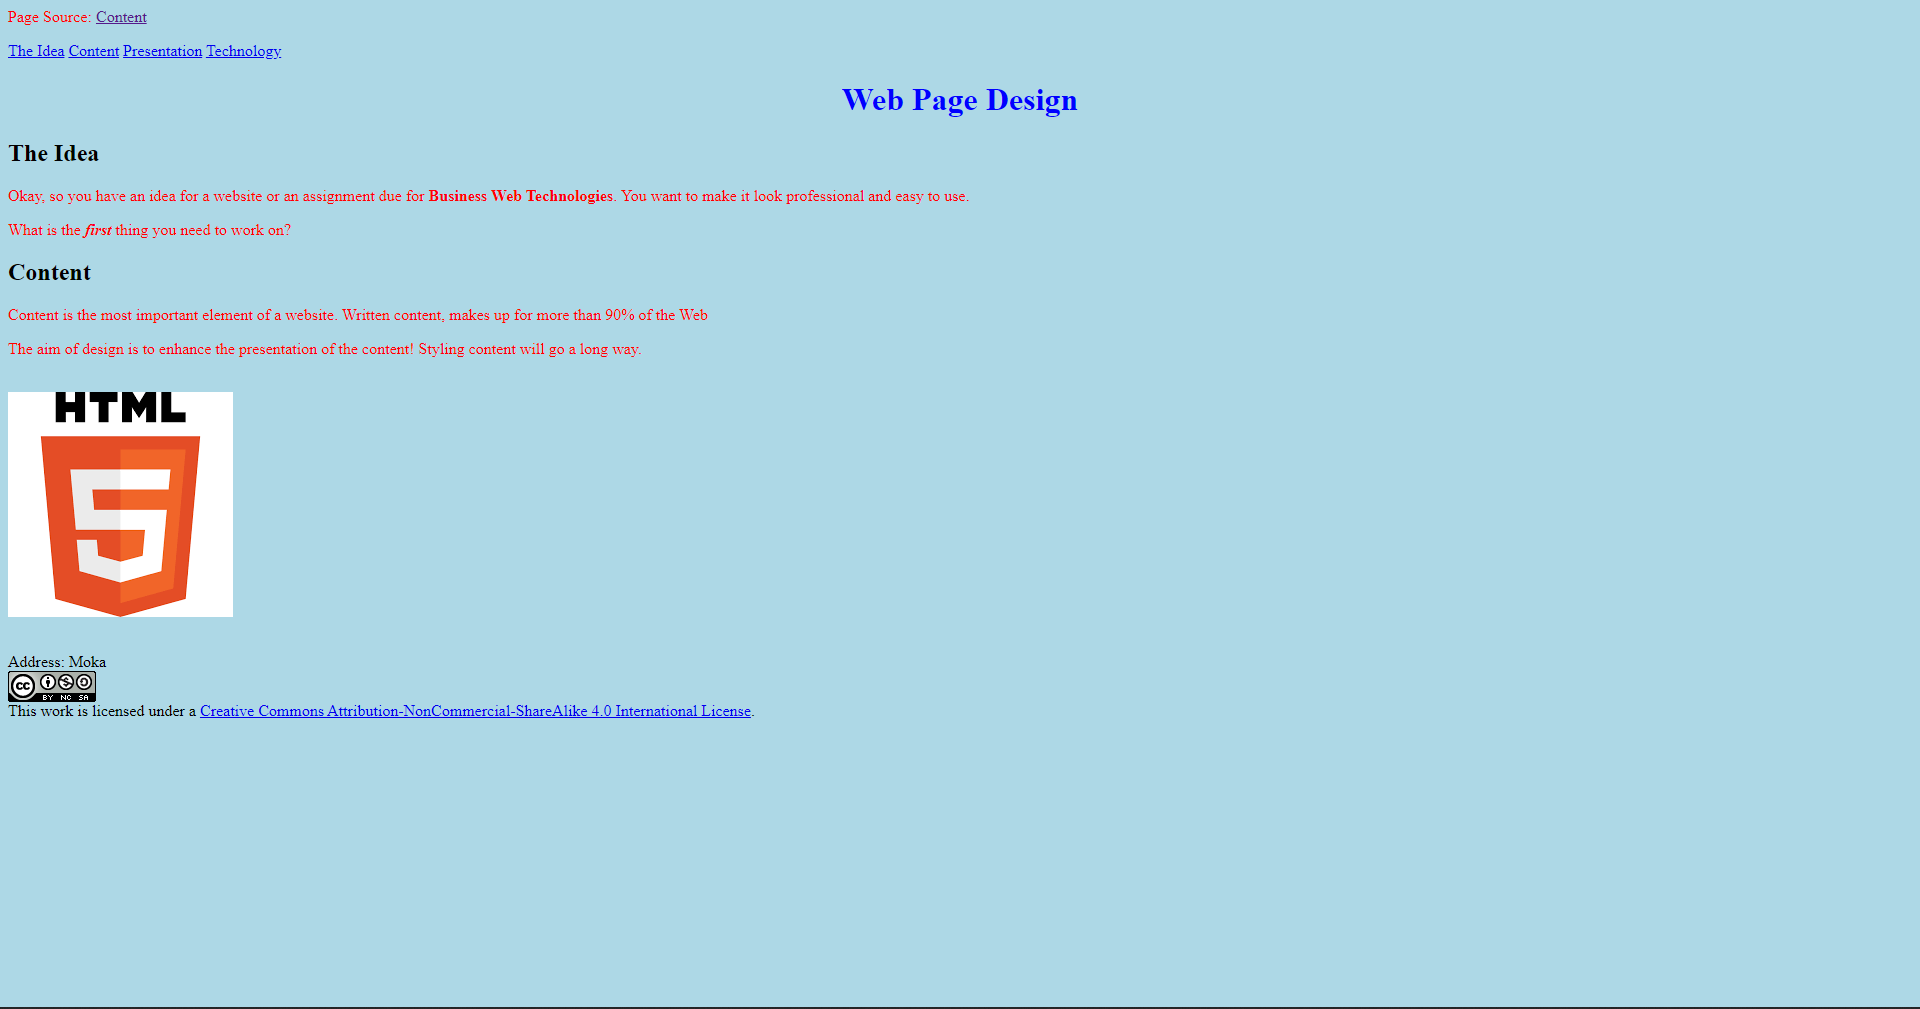 Page Source: Content
The Idea Content Presentation Technology
Web Page Design
The Idea
Okay, so you have an idea for a website or an assignment due for Business Web Technologies. You want to make it look professional and easy to use.
What is the first thing you need to work on?
Content
Content is the most important element of a website. Written content, makes up for more than 90% of the Web
The aim of design is to enhance the presentation of the content! Styling content will go a long way.
HTML
5
Address: Moka
cc
BY NC SA
This work is licensed under a Creative Commons Attribution-NonCommercial-ShareAlike 4.0 International License.